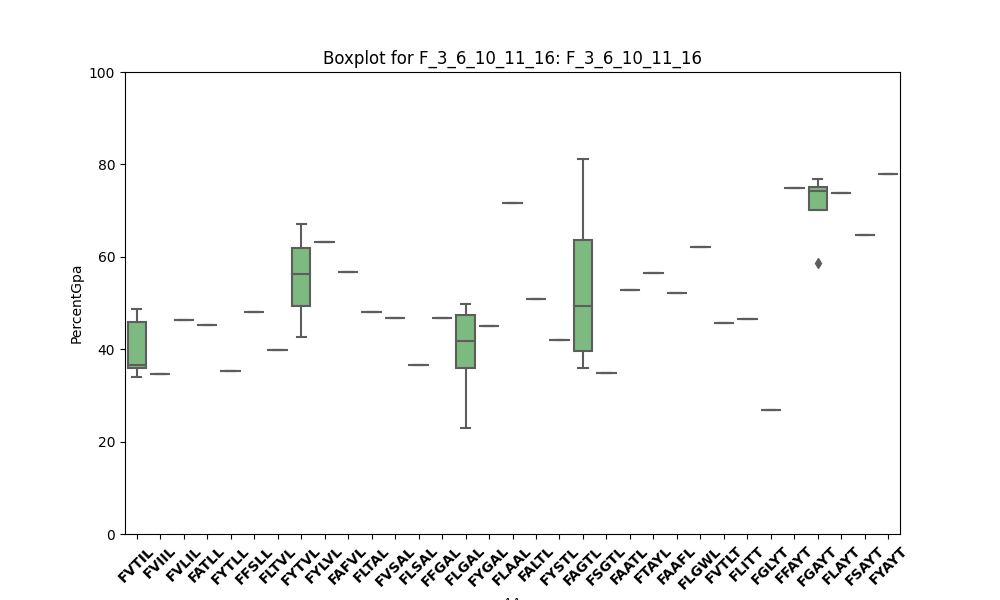 Boxplot for F_3_6_10_11_16: F_3_6_10_11_16
100
80
60
40
20
0
PercentGpa
FVTIL
FVIIL
FVLIL
FATLL
FYTLL
FFSLL
FLTVL
FYTVL
FYLVL
FAFVL
FLTAL
FVSAL
FLSAL
FFGAL
FLGAL
FYGAL
FLAAL
FALTL
FYSTL
FAGTL
FSGTL
FAATL
FTAYL
FAAFL
FLGWL
FVTLT
FLITT
FGLYT
FFAYT
FGAYT
FLAYT
FSAYT
FYAYT